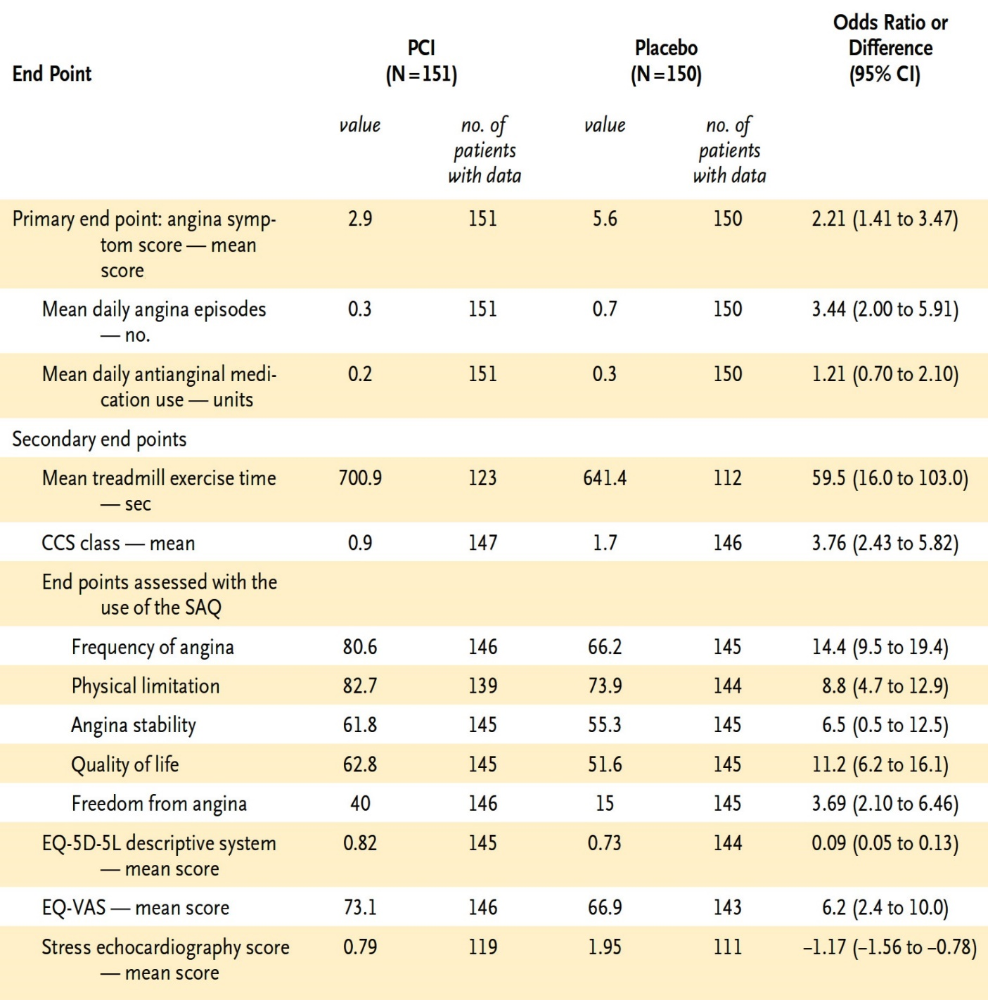 End Point
PCI
(N=151)
Placebo
(N=150)
Odds Ratio or
Difference
(95% CI)
value
no. of
patients
with data
value
no. of
patients
with data
Primary end point: angina symp-
tom score — mean
score
2.9 151 5.6 150 2.21 (1.41 to 3.47)
Mean daily angina episodes
— no.
0.3 151 0.7 150 3.44 (2.00 to 5.91)
Mean daily antianginal medi-
cation use — units
0.2 151 0.3 150 1.21 (0.70 to 2.10)
Secondary end points
Mean treadmill exercise time
— sec
700.9 123 641.4 112 59.5 (16.0 to 103.0)
CCS class — mean 0.9 147 1.7 146 3.76 (2.43 to 5.82)
End points assessed with the
use of the SAQ
Frequency of angina 80.6 146 66.2 145 14.4 (9.5 to 19.4)
Physical limitation 82.7 139 73.9 144 8.8 (4.7 to 12.9)
Angina stability 61.8 145 55.3 145 6.5 (0.5 to 12.5)
Quality of life 62.8 145 51.6 145 11.2 (6.2 to 16.1)
Freedom from angina 40 146 15 145 3.69 (2.10 to 6.46)
EQ-5D-5L descriptive system
— mean score
0.82 145 0.73 144 0.09 (0.05 to 0.13)
EQ-VAS — mean score 73.1 146 66.9 143 6.2 (2.4 to 10.0)
Stress echocardiography score
— mean score
0.79 119 1.95 111 –1.17 (–1.56 to –0.78)